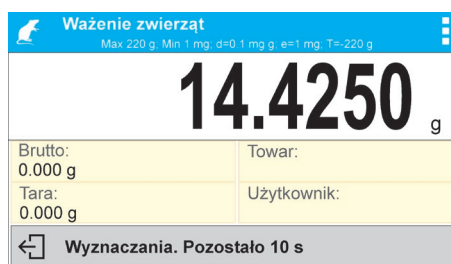 Ważenie zwierząt
Max 220 g; Min 1 mg; d=0.1 mg g; e=1 mg; T=-220 g
14.4250 g
Brutto:
0.000 g
Towar:
Tara:
0.000 g
Użytkownik:
Wyznaczania. Pozostało 10 s